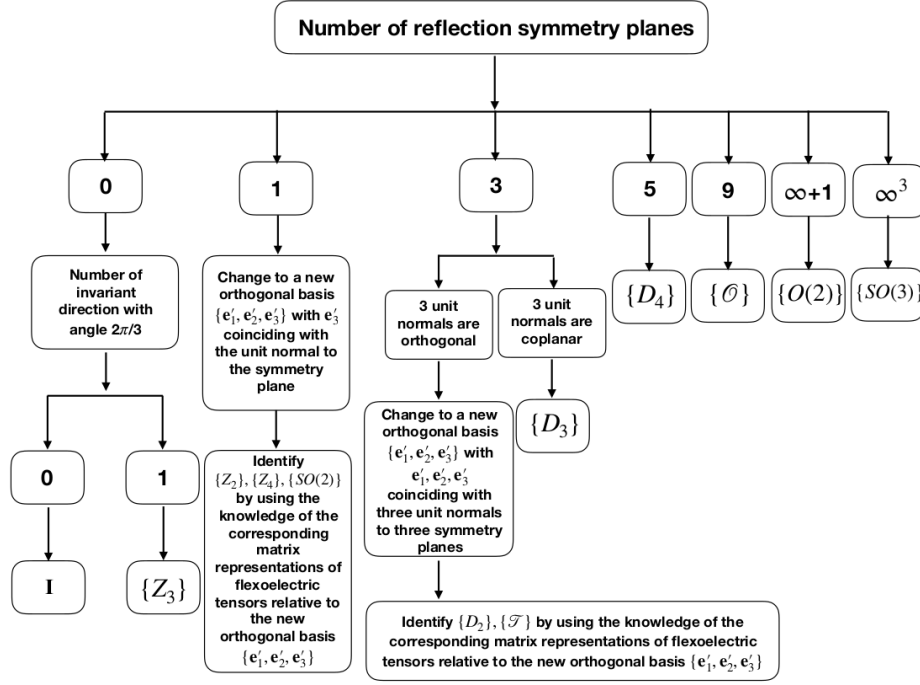 Number of reflection symmetry planes
0
1
3
5
9
∞+1
∞³
Number of
invariant
direction with
angle 2π/3
Change to a new
orthogonal basis
{e′₁, e′₂, e′₃} with e′₃
coinciding with
the unit normal to
the symmetry
plane
3 unit
normals are
orthogonal
3 unit
normals are
coplanar
{D₄}
{𝒪}
{O(2)}
{SO(3)}
0
1
Identify
{Z₂}, {Z₄}, {SO(2)}
by using the
knowledge of the
corresponding
matrix
representations of
flexoelectric
tensors relative to
the new
orthogonal basis
{e′₁, e′₂, e′₃}
Change to a new
orthogonal basis
{e′₁, e′₂, e′₃} with
e′₁, e′₂, e′₃
coinciding with
three unit normals
to three symmetry
planes
{D₃}
I
{Z₃}
Identify {D₂}, {𝒯} by using the knowledge of the
corresponding matrix representations of flexoelectric
tensors relative to the new orthogonal basis {e′₁, e′₂, e′₃}